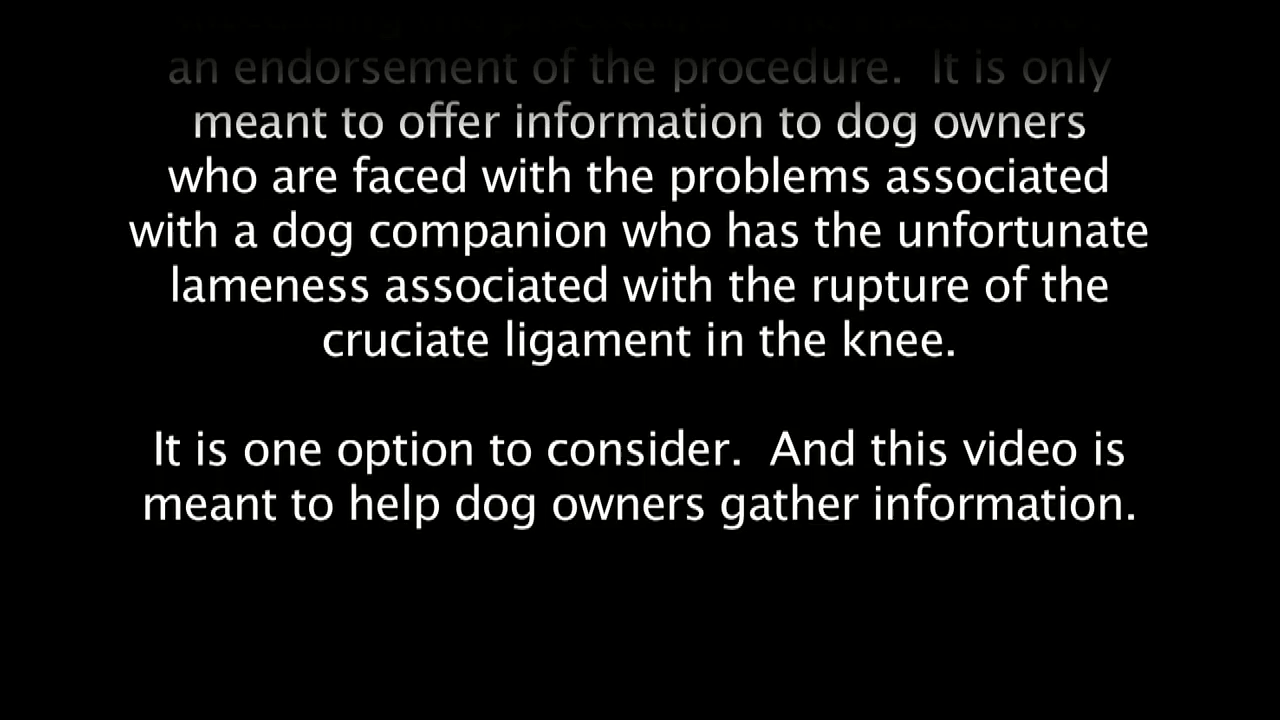 an endorsement of the procedure. It is only
meant to offer information to dog owners
who are faced with the problems associated
with a dog companion who has the unfortunate
lameness associated with the rupture of the
cruciate ligament in the knee.
It is one option to consider. And this video is
meant to help dog owners gather information.